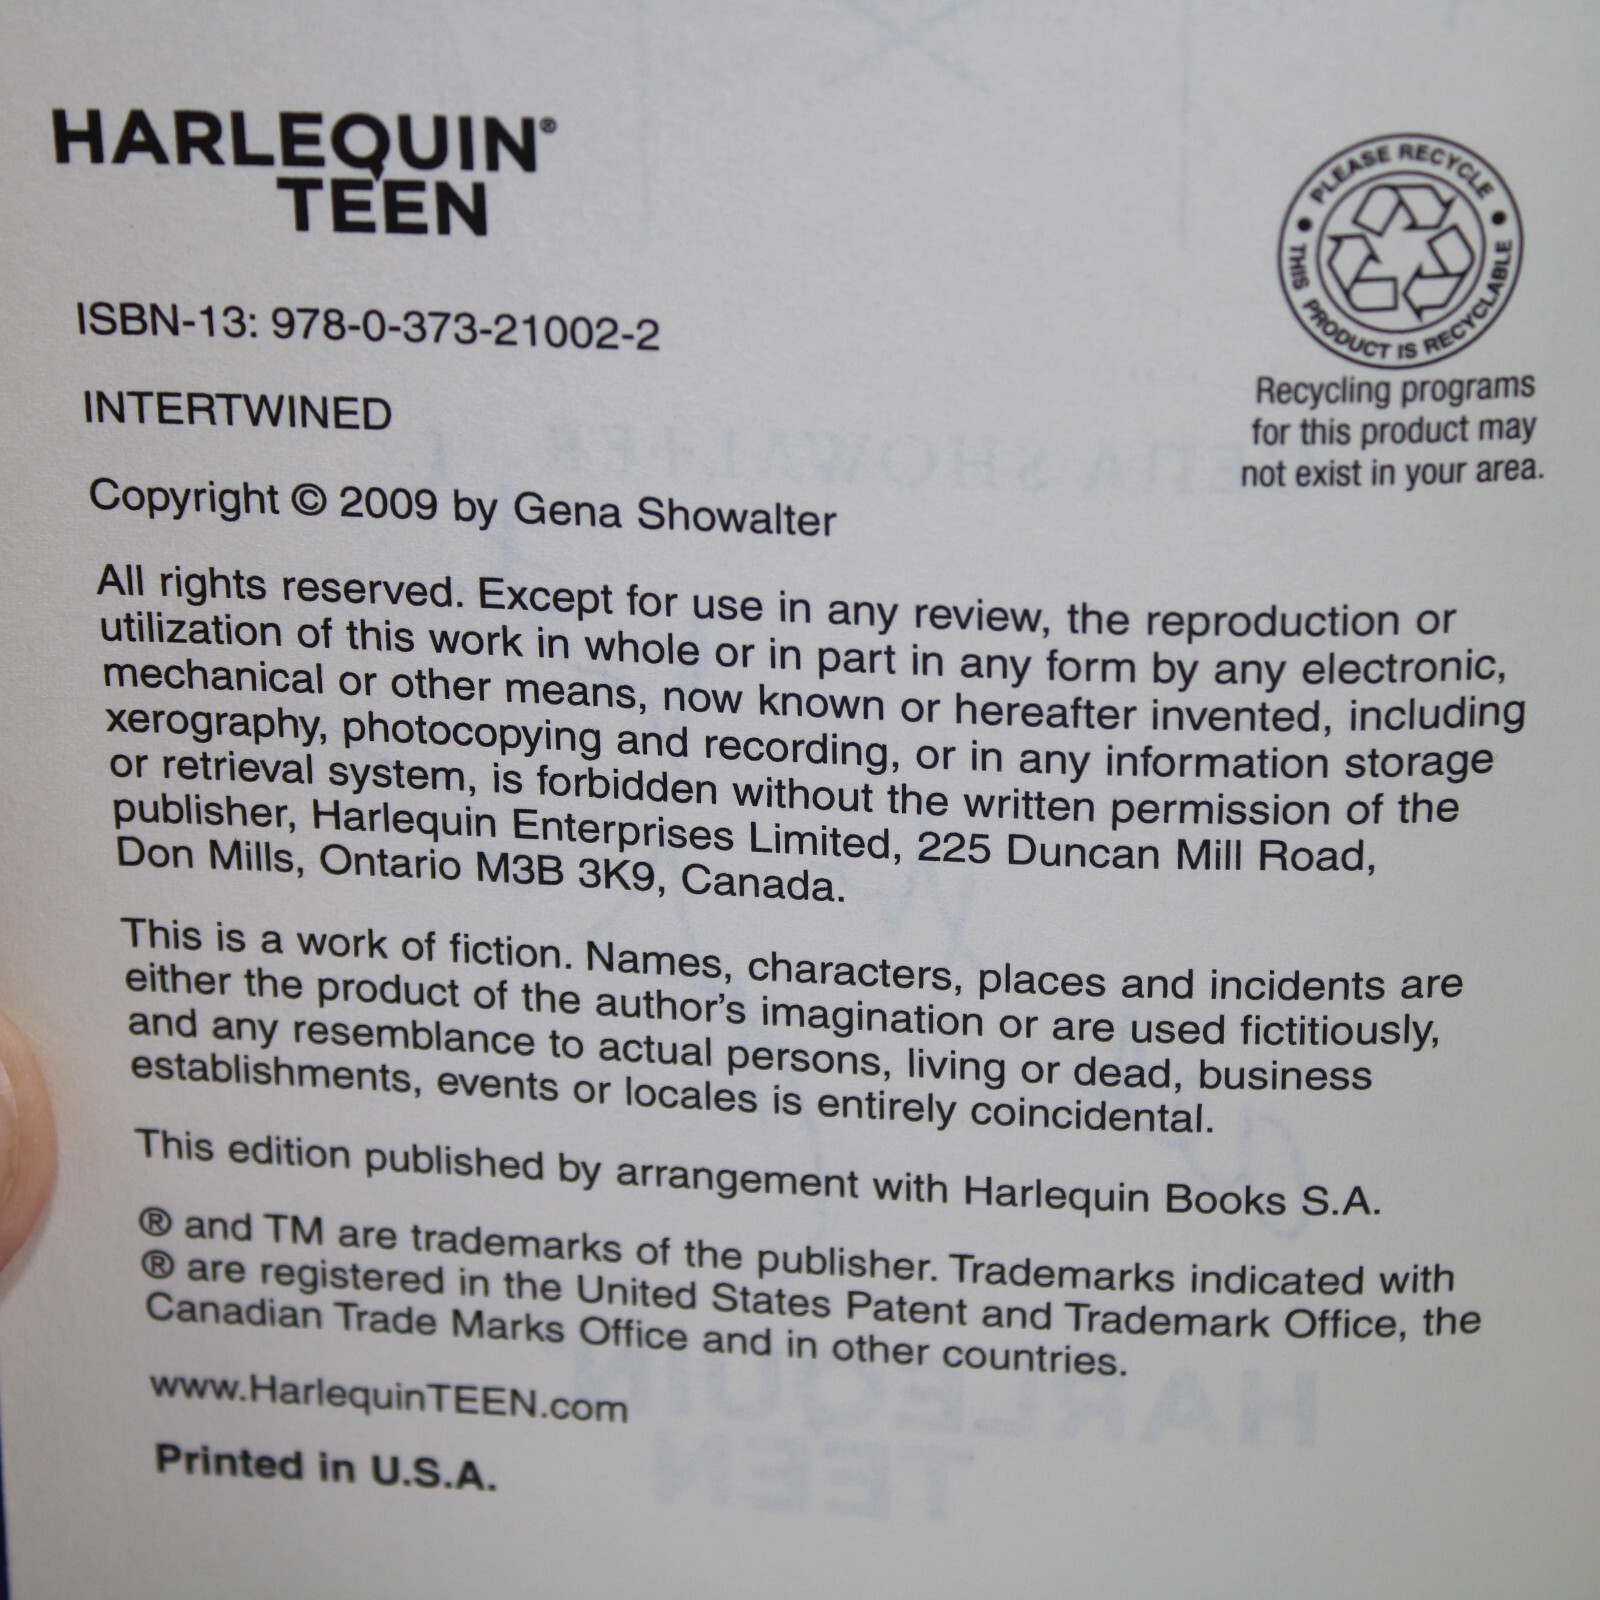 HARLEQUIN®
TEEN
PLEASE RECYCLE
THIS PRODUCT IS RECYCLABLE
Recycling programs
for this product may
not exist in your area.
ISBN-13: 978-0-373-21002-2
INTERTWINED
Copyright © 2009 by Gena Showalter
All rights reserved. Except for use in any review, the reproduction or
utilization of this work in whole or in part in any form by any electronic,
mechanical or other means, now known or hereafter invented, including
xerography, photocopying and recording, or in any information storage
or retrieval system, is forbidden without the written permission of the
publisher, Harlequin Enterprises Limited, 225 Duncan Mill Road,
Don Mills, Ontario M3B 3K9, Canada.
This is a work of fiction. Names, characters, places and incidents are
either the product of the author's imagination or are used fictitiously,
and any resemblance to actual persons, living or dead, business
establishments, events or locales is entirely coincidental.
This edition published by arrangement with Harlequin Books S.A.
® and TM are trademarks of the publisher. Trademarks indicated with
® are registered in the United States Patent and Trademark Office, the
Canadian Trade Marks Office and in other countries.
www.HarlequinTEEN.com
Printed in U.S.A.